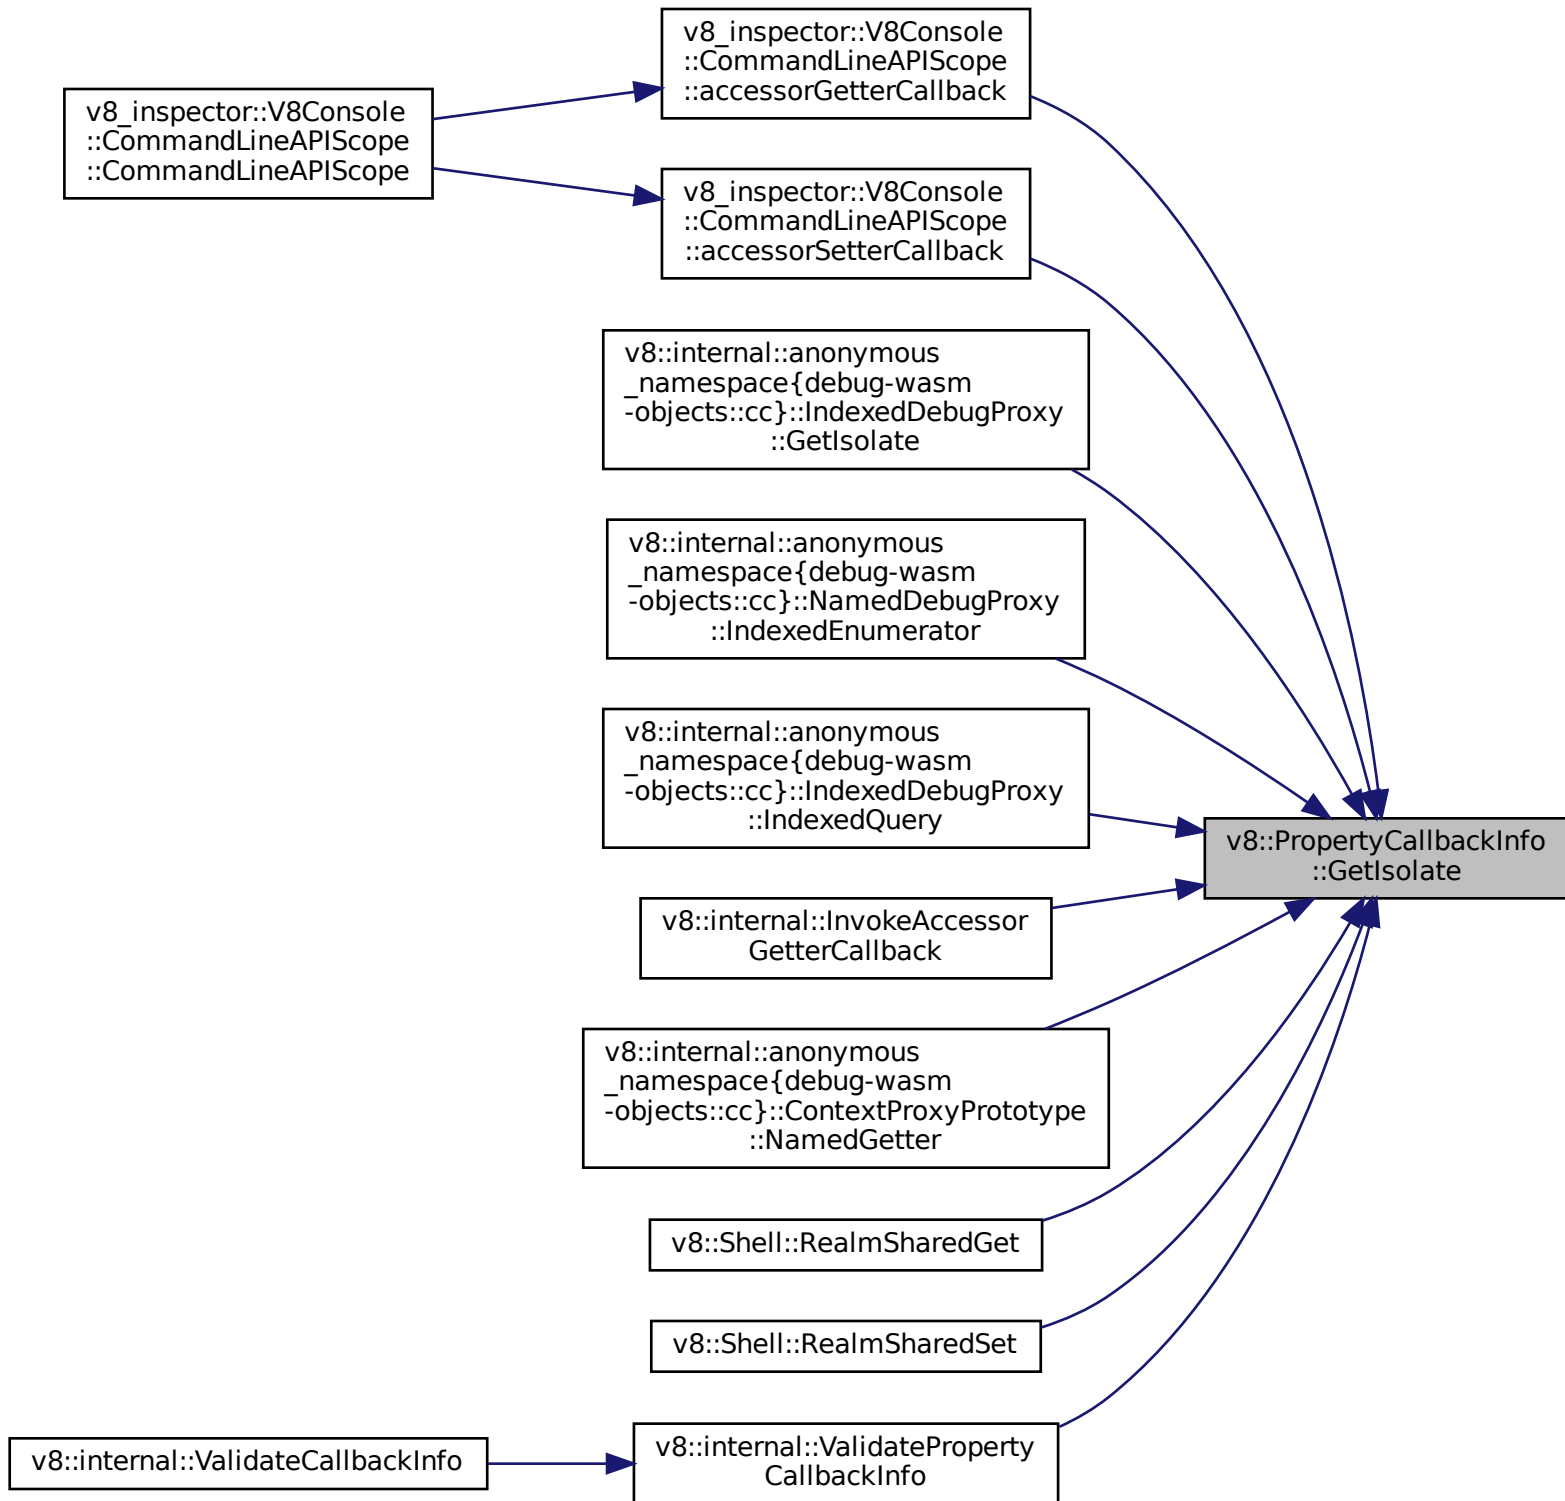 v8_inspector::V8Console
::CommandLineAPIScope
::accessorGetterCallback
v8_inspector::V8Console
::CommandLineAPIScope
::CommandLineAPIScope
v8_inspector::V8Console
::CommandLineAPIScope
::accessorSetterCallback
v8::internal::anonymous
_namespace{debug-wasm
-objects::cc}::IndexedDebugProxy
::GetIsolate
v8::internal::anonymous
_namespace{debug-wasm
-objects::cc}::NamedDebugProxy
::IndexedEnumerator
v8::internal::anonymous
_namespace{debug-wasm
-objects::cc}::IndexedDebugProxy
::IndexedQuery
v8::PropertyCallbackInfo
::GetIsolate
v8::internal::InvokeAccessor
GetterCallback
v8::internal::anonymous
_namespace{debug-wasm
-objects::cc}::ContextProxyPrototype
::NamedGetter
v8::Shell::RealmSharedGet
v8::Shell::RealmSharedSet
v8::internal::ValidateCallbackInfo
v8::internal::ValidateProperty
CallbackInfo